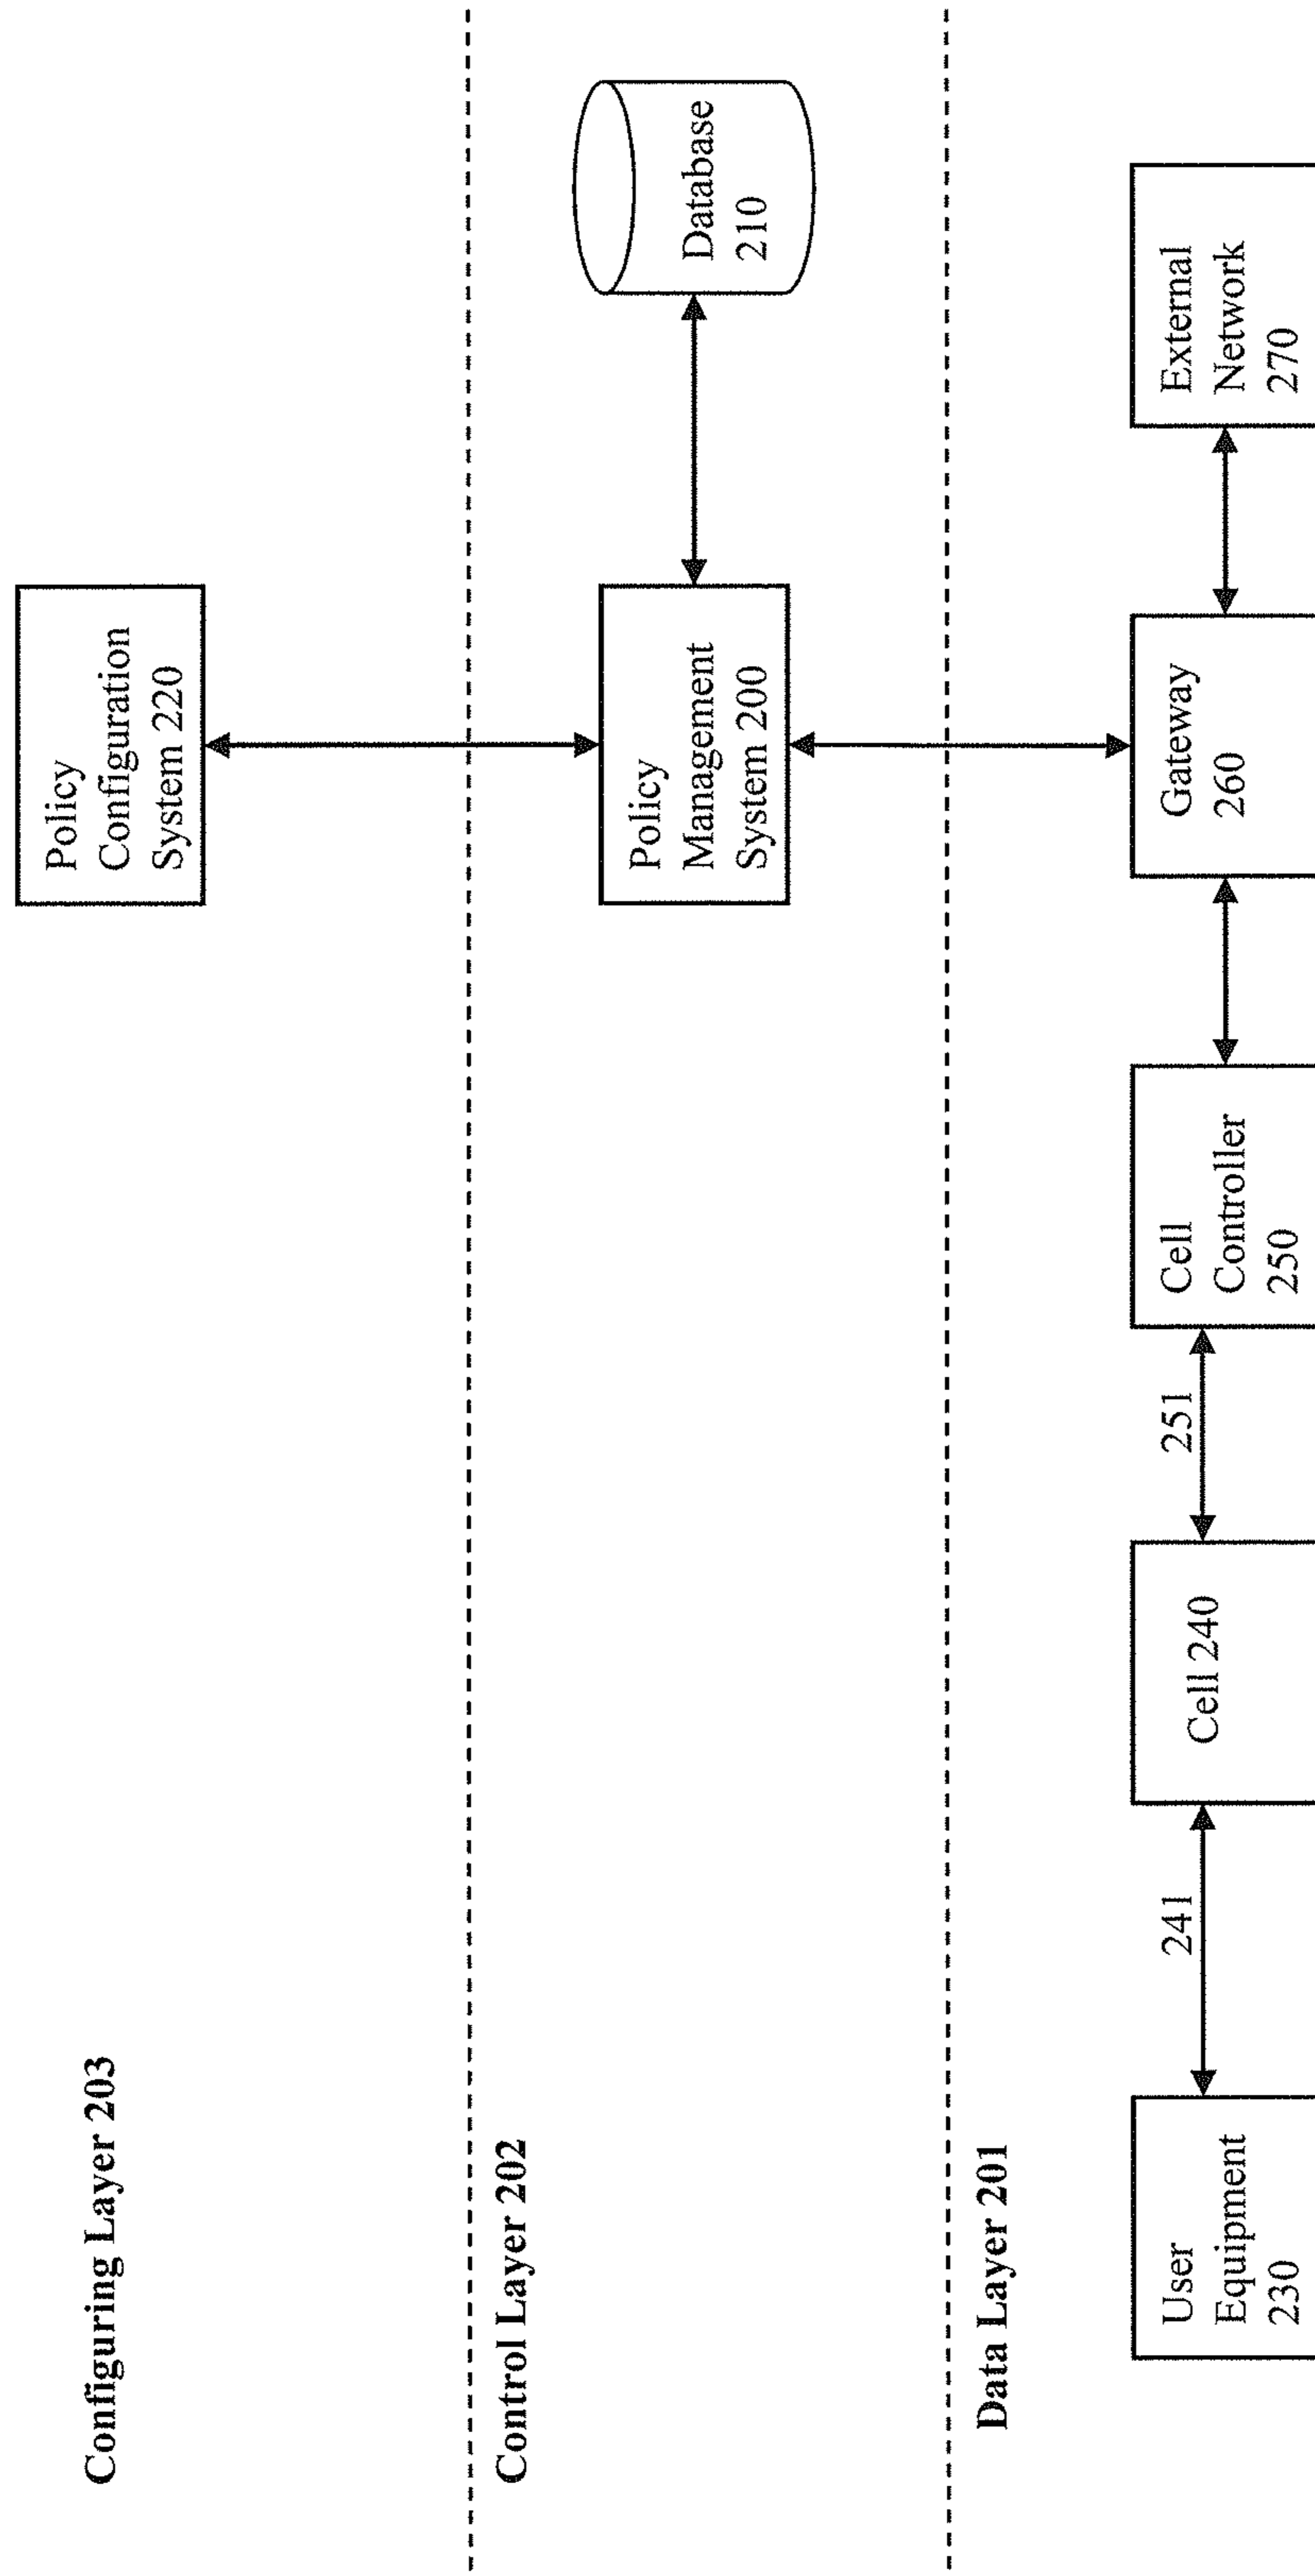 Configuring Layer 203
Policy
Configuration
System 220
Control Layer 202
Policy
Management
System 200
Database
210
Data Layer 201
User
Equipment
230
241
Cell 240
251
Cell
Controller
250
Gateway
260
External
Network
270